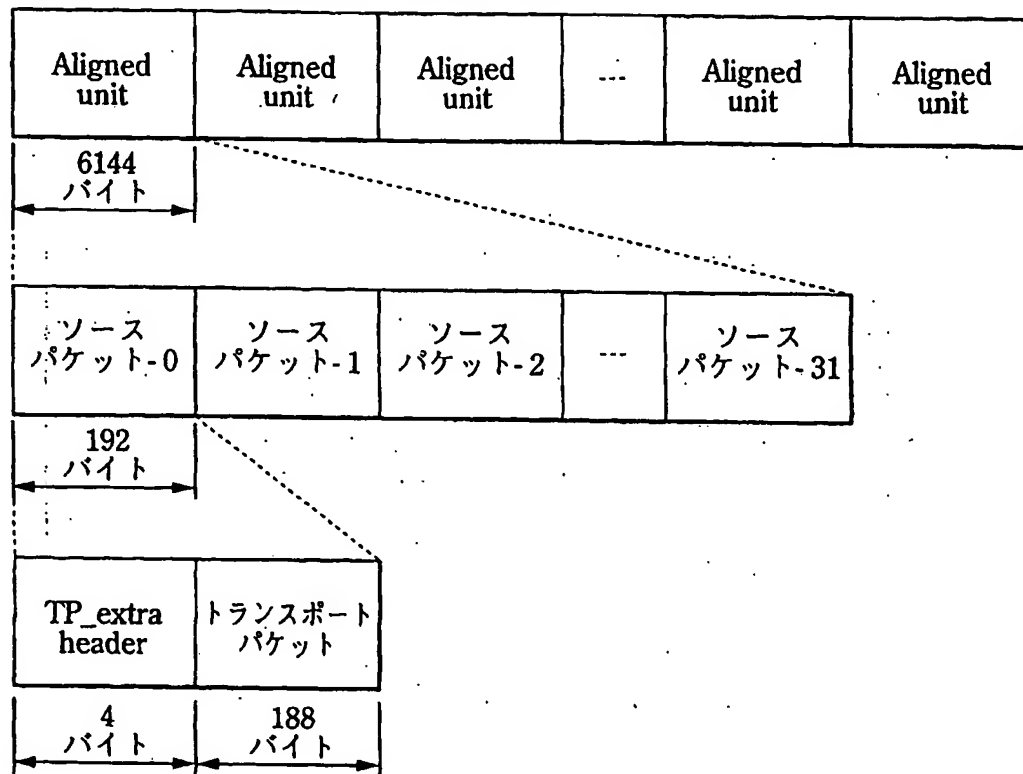 Aligned
unit
Aligned
unit
Aligned
unit
---
Aligned
unit
Aligned
unit
6144
バイト
ソース
パケット-0
ソース
パケット-1
ソース
パケット-2
---
ソース
パケット-31
192
バイト
TP_extra
header
トランスポート
パケット
4
バイト
188
バイト